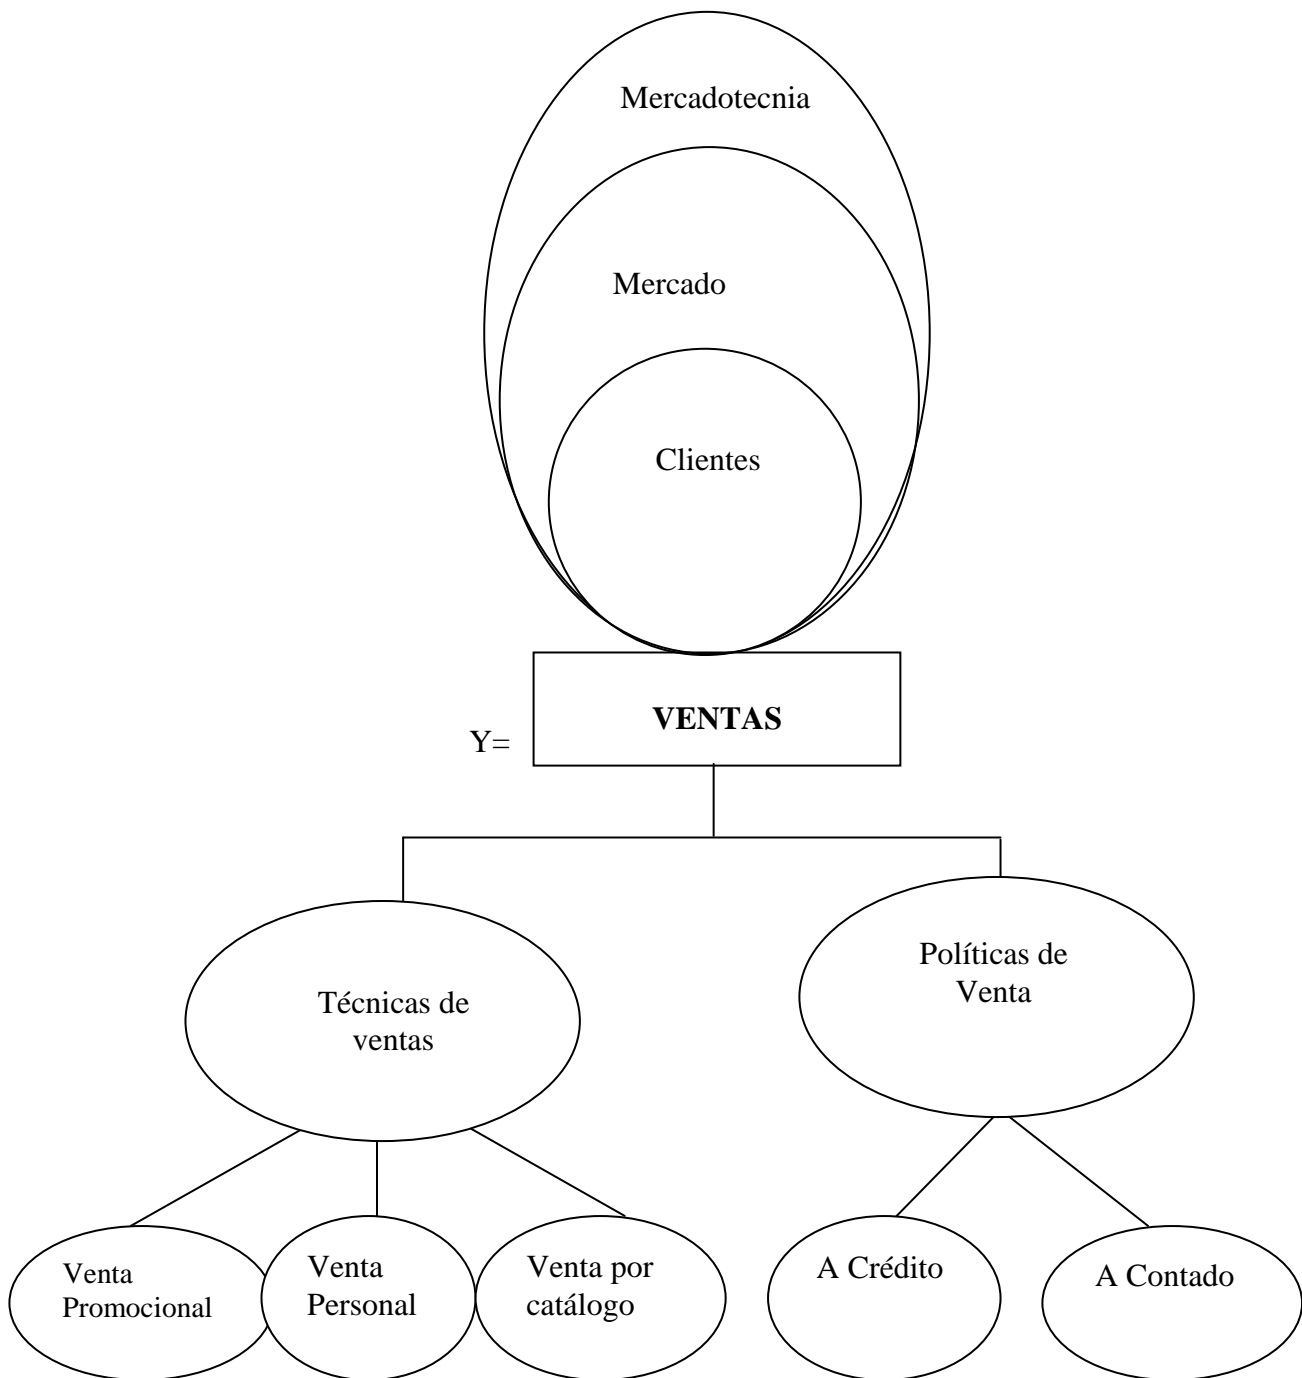 Mercadotecnia
Mercado
Clientes
VENTAS
Y=
Políticas de
Venta
Técnicas de
ventas
Venta
Promocional
Venta
Personal
Venta por
catálogo
A Crédito
A Contado